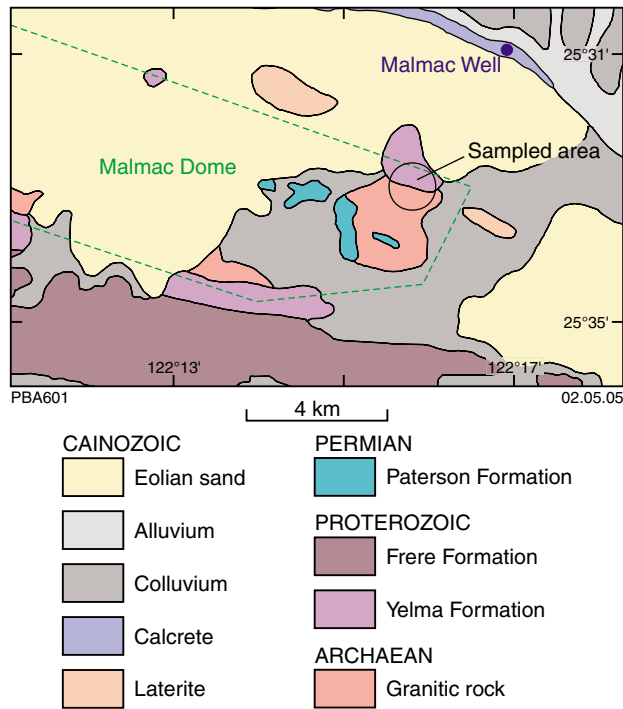 25°31'
Malmac Well
Sampled area
Malmac Dome
25°35'
122°13'
122°17'
PBA601
02.05.05
4 km
CAINOZOIC
Eolian sand
Alluvium
Colluvium
Calcrete
Laterite
PERMIAN
Paterson Formation
PROTEROZOIC
Frere Formation
Yelma Formation
ARCHAEAN
Granitic rock